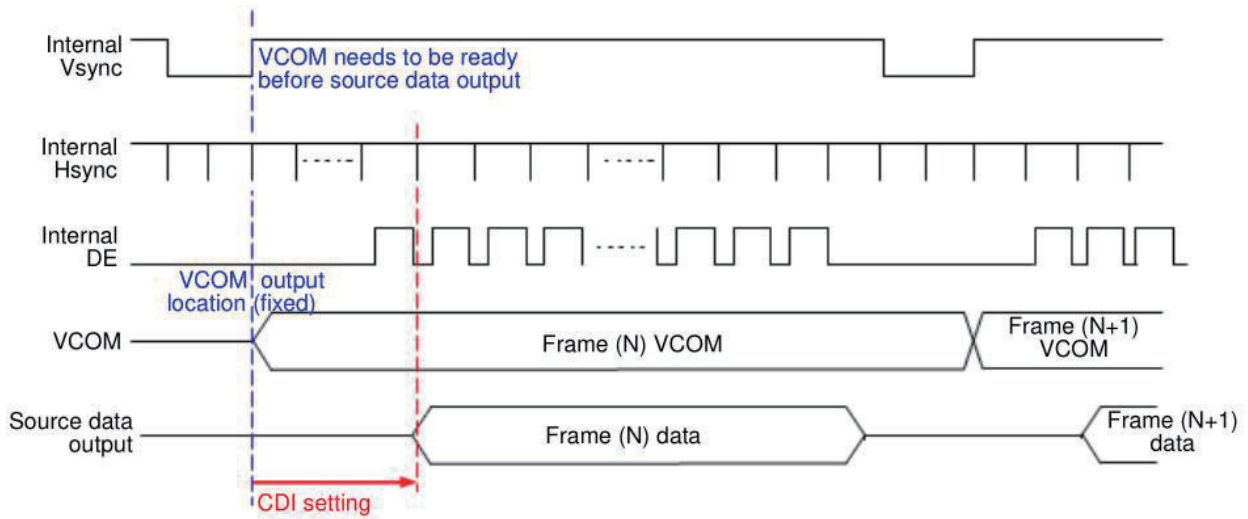 Internal
Vsync
VCOM needs to be ready
before source data output
Internal
Hsync
Internal
DE
VCOM output
location (fixed)
VCOM
Frame (N) VCOM
Frame (N+1)
VCOM
Source data
output
Frame (N) data
Frame (N+1)
data
CDI setting